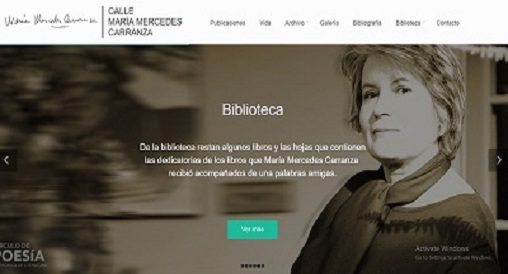 María Mercedes Carranza
CALLE
MARÍA MERCEDES
CARRANZA
Publicaciones Vida Archivo Galería Bibliografía Biblioteca Contacto
Biblioteca
De la biblioteca restan algunos libros y las hojas que contienen
las dedicatorias de los libros que María Mercedes Carranza
recibió acompañados de una palabras amigas.
Ver más
CÍRCULO DE
POESÍA
Activate Windows
Go to Settings to activate Windows.